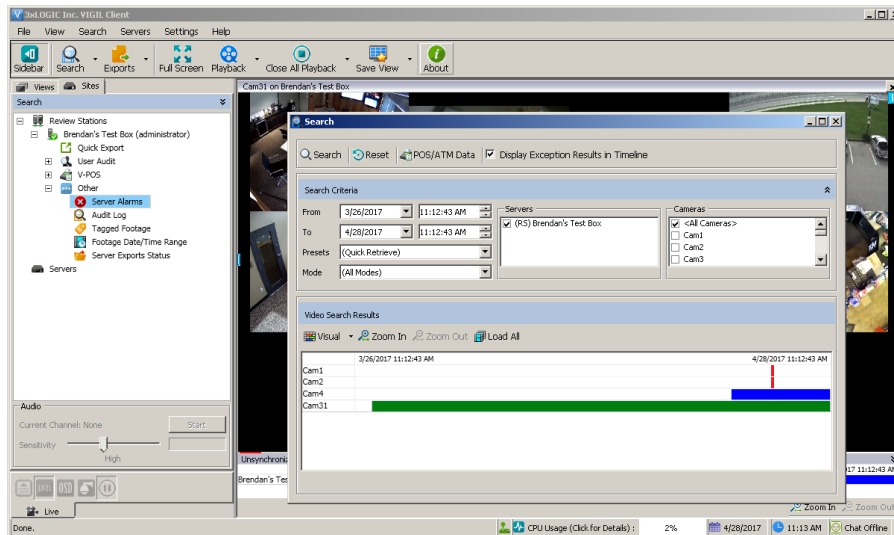 3xLOGIC Inc. VIGIL Client
File View Search Servers Settings Help
Sidebar Search Exports Full Screen Playback Close All Playback Save View About
Views Sites
Search
Review Stations
Brendan's Test Box (administrator)
Quick Export
User Audit
V-POS
Other
Server Alarms
Audit Log
Tagged Footage
Footage Date/Time Range
Server Exports Status
Servers
Audio
Current Channel: None Start
Sensitivity
High
OSD
Live
Cam31 on Brendan's Test Box
Search
Search Reset POS/ATM Data Display Exception Results in Timeline
Search Criteria
From 3/26/2017 11:12:43 AM
To 4/28/2017 11:12:43 AM
Presets (Quick Retrieve)
Mode (All Modes)
Servers
(RS) Brendan's Test Box
Cameras
<All Cameras>
Cam1
Cam2
Cam3
Video Search Results
Visual Zoom In Zoom Out Load All
3/26/2017 11:12:43 AM 4/28/2017 11:12:43 AM
Cam1
Cam2
Cam4
Cam31
Unsynchroniz
Brendan's Tes
17 11:12:43 AM
Zoom In Zoom Out
Done. CPU Usage (Click for Details) : 2% 4/28/2017 11:13 AM Chat Offline